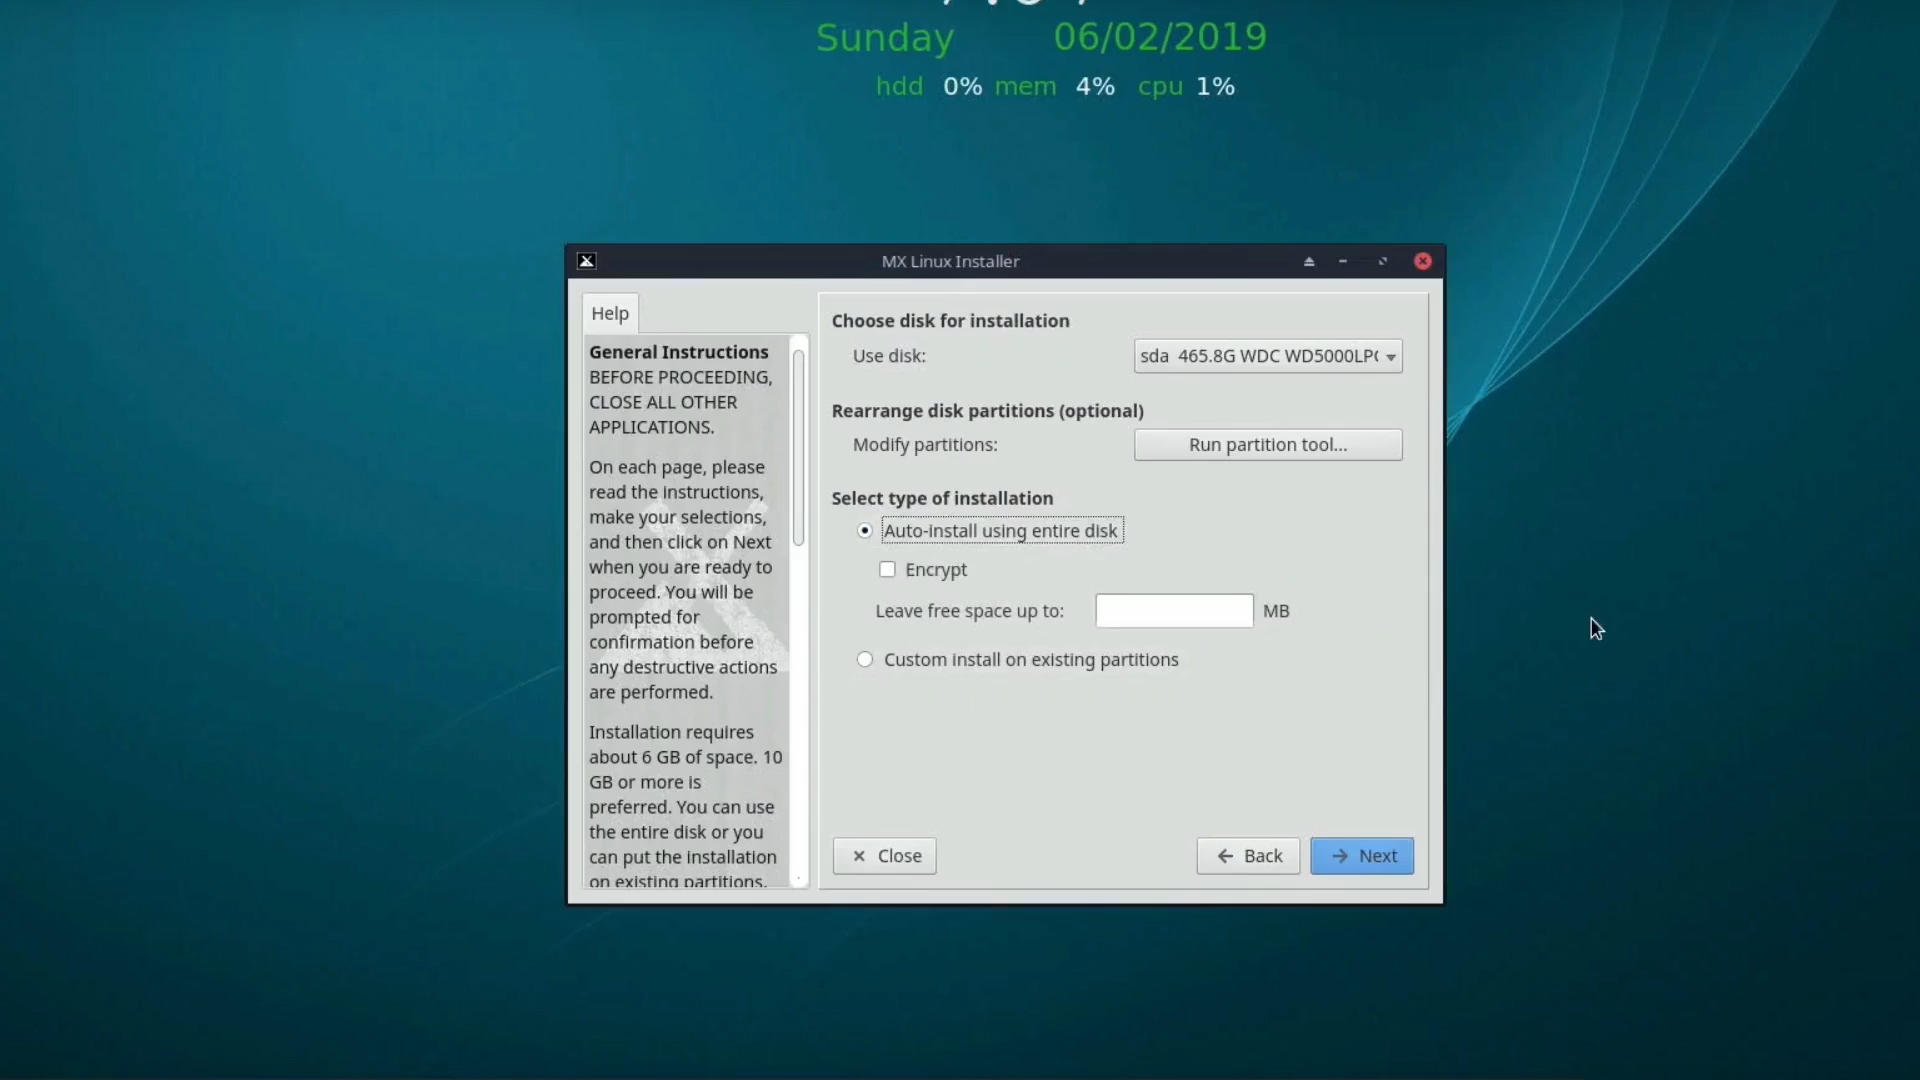 Sunday 06/02/2019
hdd 0% mem 4% cpu 1%
MX Linux Installer
Help
General Instructions
BEFORE PROCEEDING,
CLOSE ALL OTHER
APPLICATIONS.
On each page, please
read the instructions,
make your selections,
and then click on Next
when you are ready to
proceed. You will be
prompted for
confirmation before
any destructive actions
are performed.
Installation requires
about 6 GB of space. 10
GB or more is
preferred. You can use
the entire disk or you
can put the installation
on existing partitions.
Choose disk for installation
Use disk: sda 465.8G WDC WD5000LP
Rearrange disk partitions (optional)
Modify partitions: Run partition tool...
Select type of installation
Auto-install using entire disk
Encrypt
Leave free space up to: MB
Custom install on existing partitions
Close
Back
Next